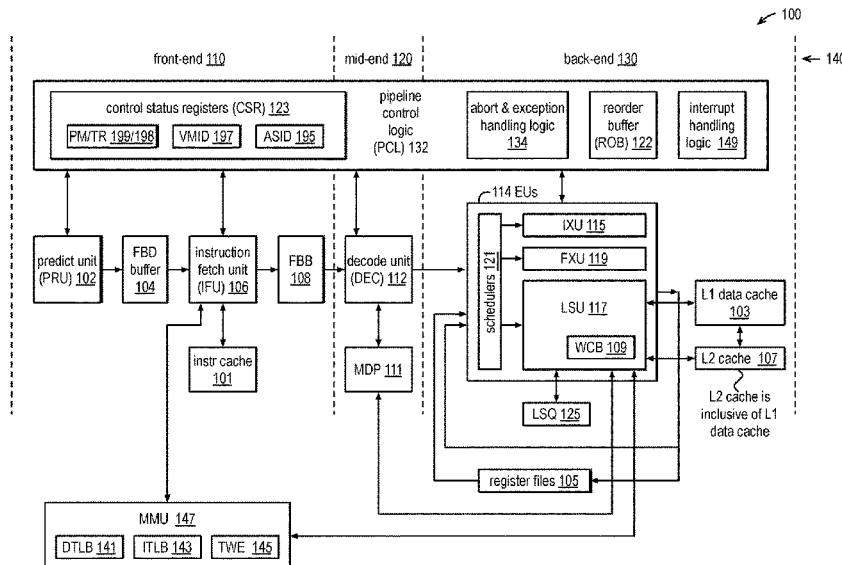 100
front-end 110
mid-end 120
back-end 130
140
control status registers (CSR) 123
PM/TR 199/198
VMID 197
ASID 195
pipeline
control
logic
(PCL) 132
abort & exception
handling logic
134
reorder
buffer
(ROB) 122
interrupt
handling
logic 149
114 EUs
predict unit
(PRU) 102
FBD
buffer
104
instruction
fetch unit
(IFU) 106
FBB
108
decode unit
(DEC) 112
schedulers 121
IXU 115
FXU 119
LSU 117
WCB 109
L1 data cache
103
L2 cache 107
L2 cache is
inclusive of L1
data cache
instr cache
101
MDP 111
LSQ 125
register files 105
MMU 147
DTLB 141
ITLB 143
TWE 145